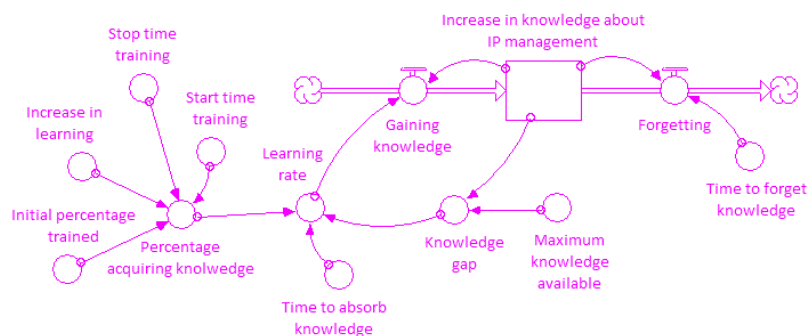 Increase in knowledge about
IP management
Stop time
training
Start time
training
Increase in
learning
Gaining
knowledge
Forgetting
Learning
rate
Time to forget
knowledge
Initial percentage
trained
Percentage
acquiring knolwedge
Knowledge
gap
Maximum
knowledge
available
Time to absorb
knowledge